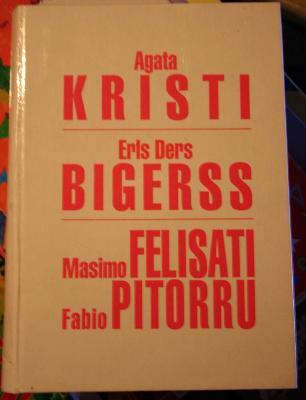 Agata
KRISTI
Erls Ders
BIGERSS
Masimo FELISATI
Fabio PITORRU